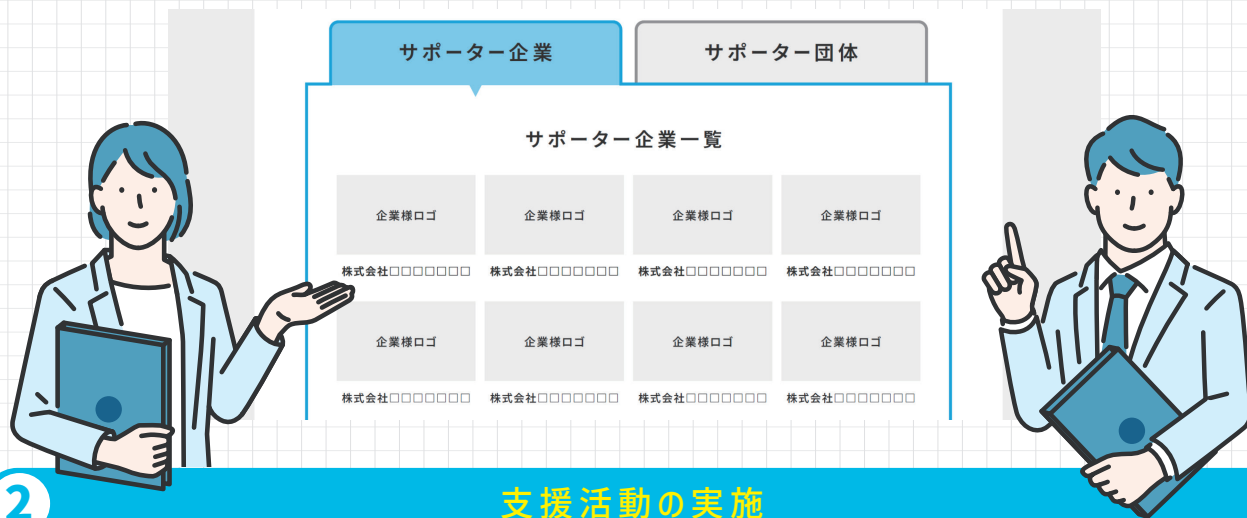 サポーター企業 サポーター団体
サポーター企業一覧
企業様ロゴ 企業様ロゴ 企業様ロゴ 企業様ロゴ
株式会社□□□□□□□ 株式会社□□□□□□□ 株式会社□□□□□□□ 株式会社□□□□□□□
企業様ロゴ 企業様ロゴ 企業様ロゴ 企業様ロゴ
株式会社□□□□□□□ 株式会社□□□□□□□ 株式会社□□□□□□□ 株式会社□□□□□□□
2 支援活動の実施